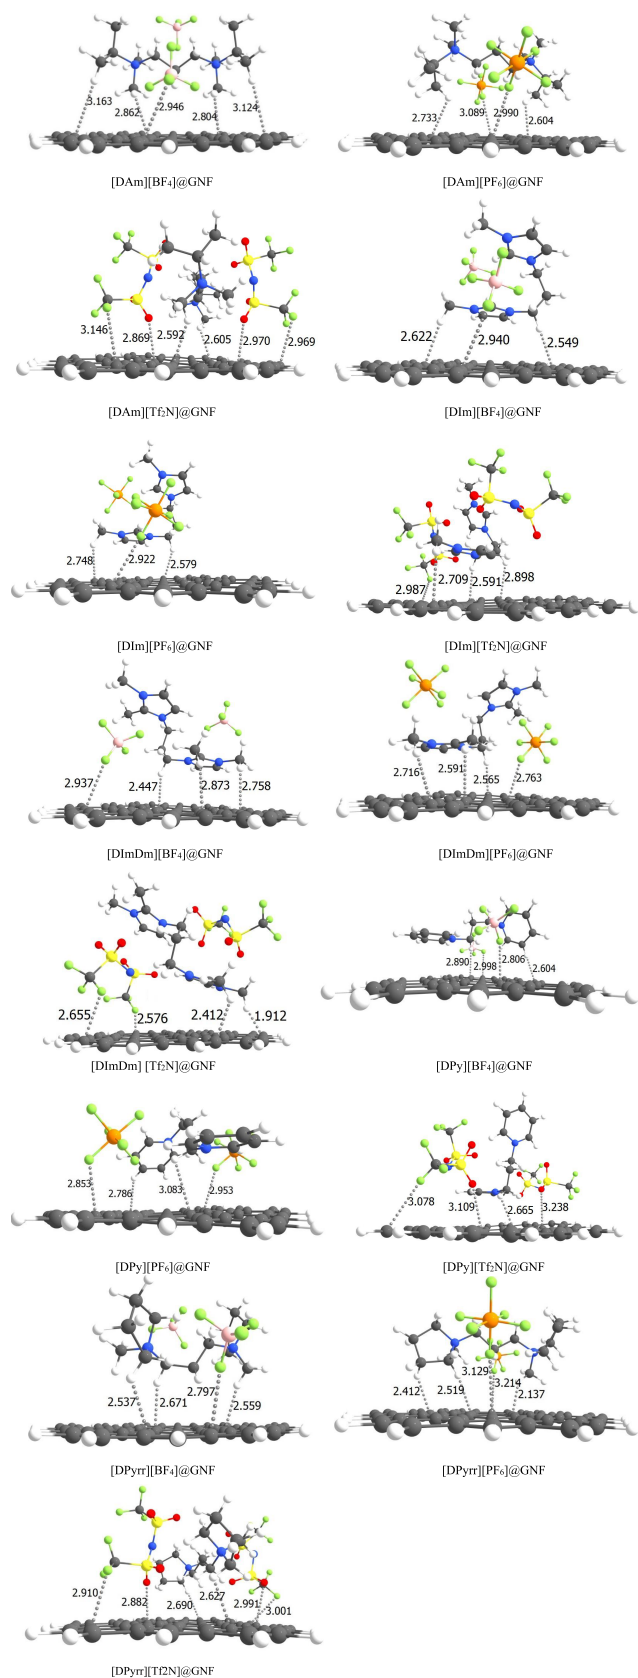 3.163 2.862 2.946 2.804 3.124
2.733 3.089 2.990 2.604
[DAm][BF₄]@GNF
[DAm][PF₆]@GNF
3.146 2.869 2.592 2.605 2.970 2.969
2.622 2.940 2.549
[DAm][Tf₂N]@GNF
[DIm][BF₄]@GNF
2.748 2.922 2.579
2.987 2.709 2.591 2.898
[DIm][PF₆]@GNF
[DIm][Tf₂N]@GNF
2.937 2.447 2.873 2.758
2.716 2.591 2.565 2.763
[DImDm][BF₄]@GNF
[DImDm][PF₆]@GNF
2.655 2.576 2.412 1.912
2.890 2.998 2.806 2.604
[DImDm] [Tf₂N]@GNF
[DPy][BF₄]@GNF
2.853 2.786 3.083 2.953
3.078 3.109 2.665 3.238
[DPy][PF₆]@GNF
[DPy][Tf₂N]@GNF
2.537 2.671 2.797 2.559
2.412 2.519 3.129 3.214 2.137
[DPyrr][BF₄]@GNF
[DPyrr][PF₆]@GNF
2.910 2.882 2.690 2.627 2.991 3.001
[DPyrr][Tf2N]@GNF